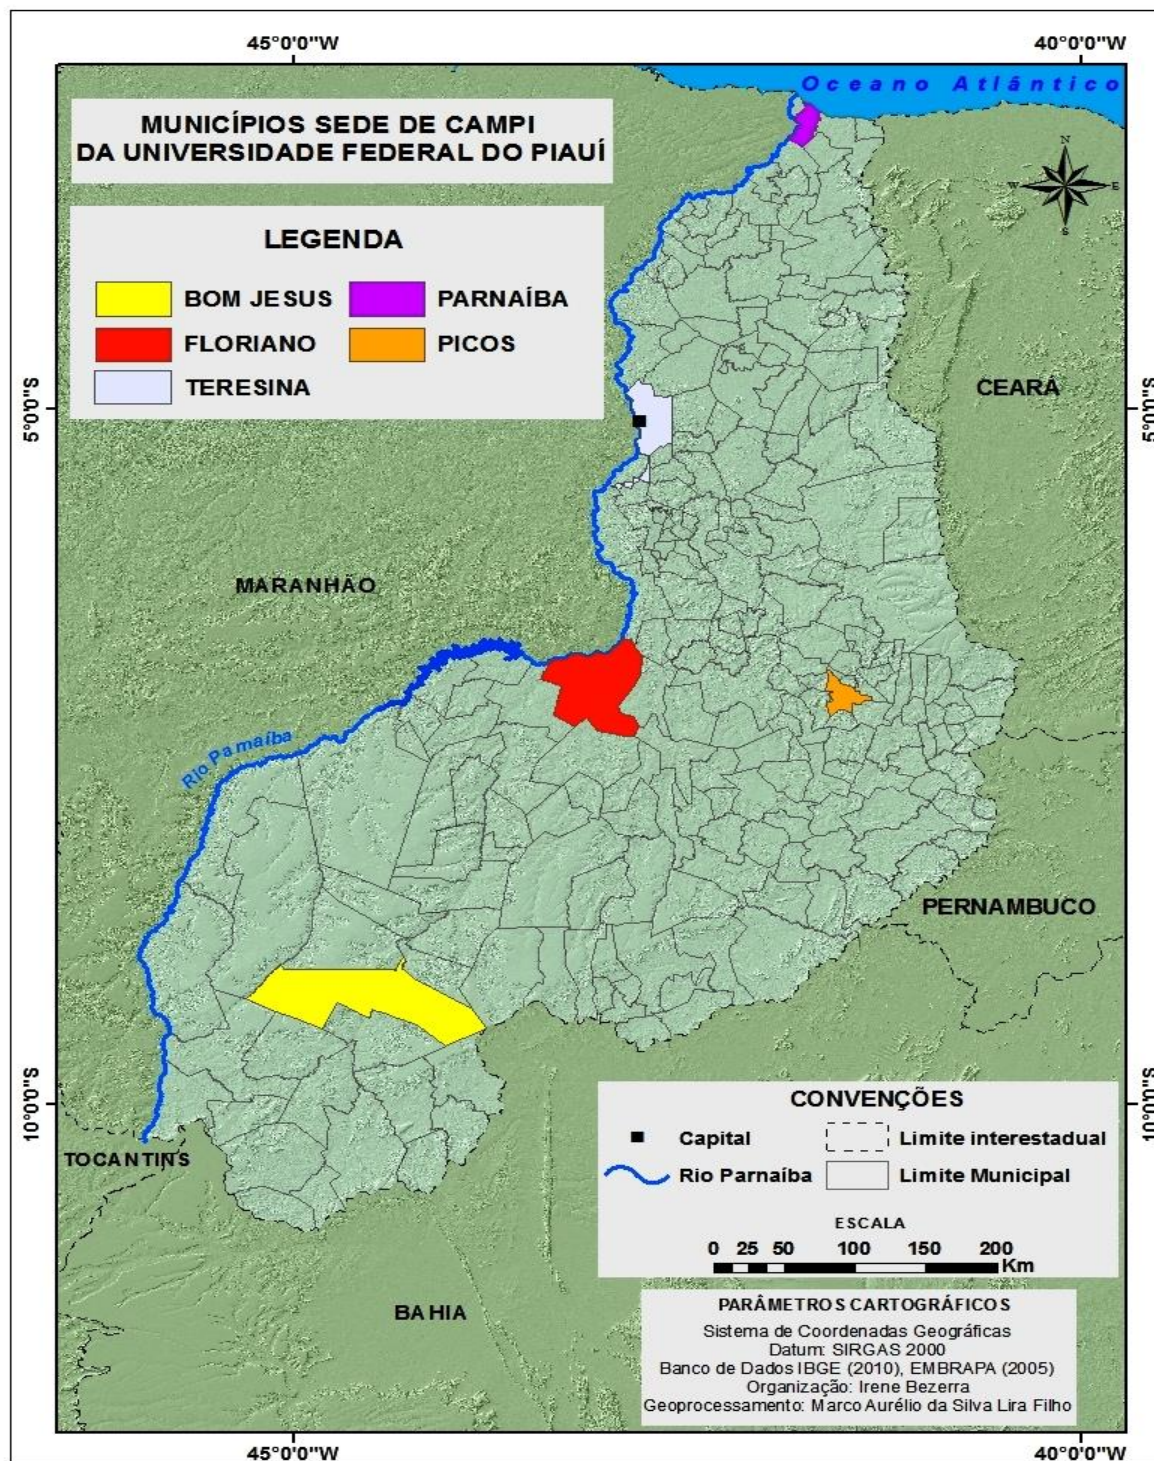 45°0'0"W
40°0'0"W
Oceano Atlântico
MUNICÍPIOS SEDE DE CAMPI
DA UNIVERSIDADE FEDERAL DO PIAUÍ
N
W
E
S
LEGENDA
BOM JESUS
PARNAÍBA
FLORIANO
PICOS
TERESINA
5°0'0"S
5°0'0"S
CEARÁ
MARANHÃO
Rio Parnaíba
PERNAMBUCO
10°0'0"S
10°0'0"S
TOCANTINS
BAHIA
CONVENÇÕES
Capital
Limite interestadual
Rio Parnaíba
Limite Municipal
ESCALA
0 25 50 100 150 200
Km
PARÂMETROS CARTOGRÁFICOS
Sistema de Coordenadas Geográficas
Datum: SIRGAS 2000
Banco de Dados IBGE (2010), EMBRAPA (2005)
Organização: Irene Bezerra
Geoprocessamento: Marco Aurélio da Silva Lira Filho
45°0'0"W
40°0'0"W